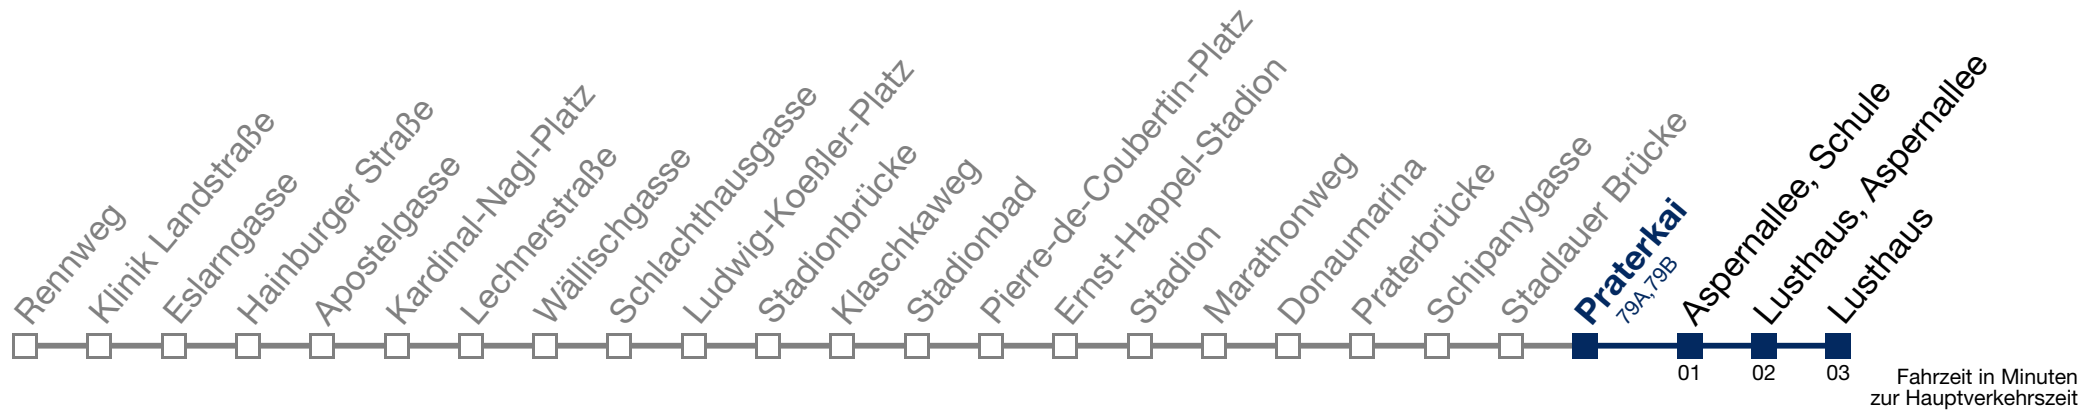 Rennweg
Klinik Landstraße
Eslarngasse
Hainburger Straße
Apostelgasse
Kardinal-Nagl-Platz
Lechnerstraße
Wällischgasse
Schlachthausgasse
Ludwig-Koeßler-Platz
Stadionbrücke
Klaschkaweg
Stadionbad
Pierre-de-Coubertin-Platz
Ernst-Happel-Stadion
Stadion
Marathonweg
Donaumarina
Praterbrücke
Schipanygasse
Stadlauer Brücke
Praterkai
79A,79B
Aspernallee, Schule
Lusthaus, Aspernallee
Lusthaus
01 02 03
Fahrzeit in Minuten
zur Hauptverkehrszeit